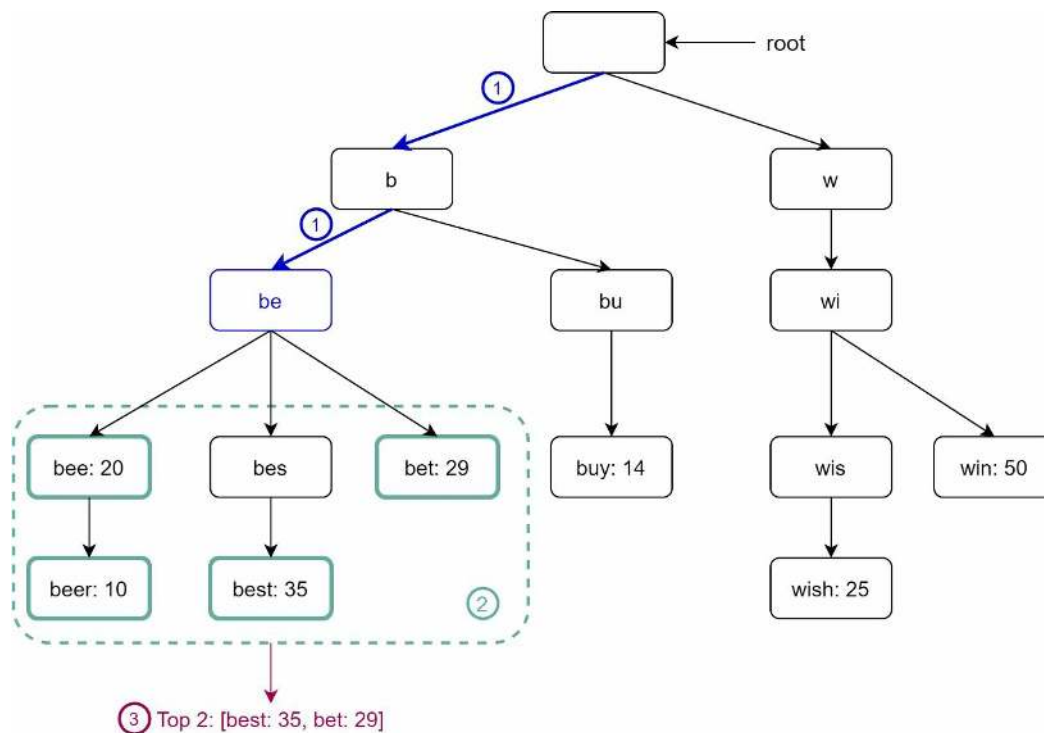 root
1
b
w
1
be
bu
wi
bee: 20
bes
bet: 29
buy: 14
wis
win: 50
beer: 10
best: 35
2
wish: 25
3 Top 2: [best: 35, bet: 29]